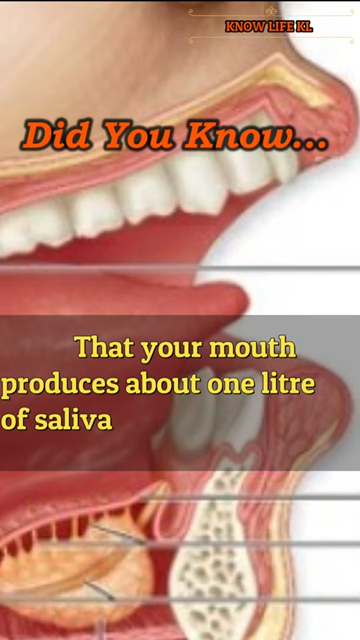 KNOW LIFE KL
Did You Know...
That your mouth
produces about one litre
of saliva